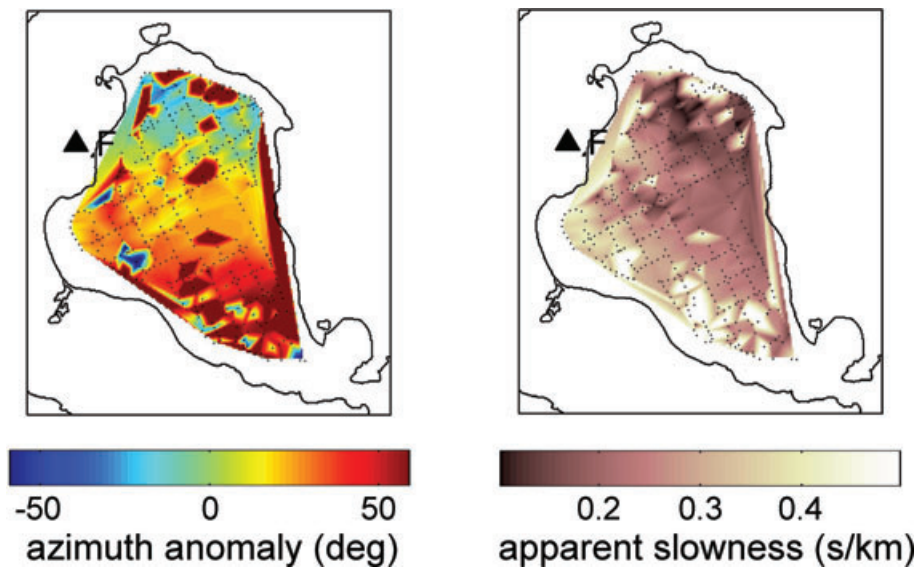 F
F
-50 0 50
0.2 0.3 0.4
azimuth anomaly (deg)
apparent slowness (s/km)